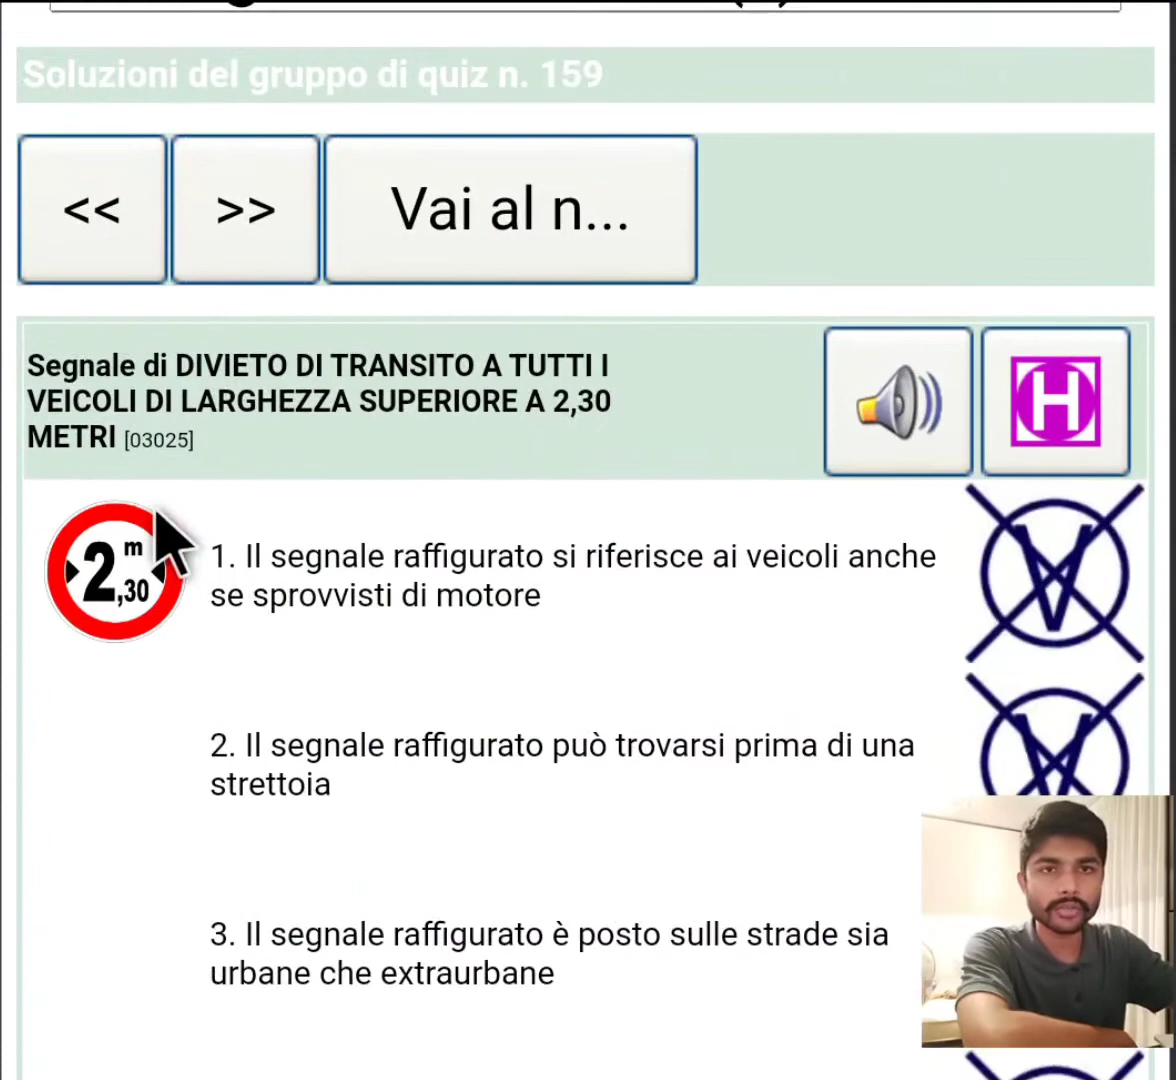 Soluzioni del gruppo di quiz n. 159
<< >> Vai al n...
Segnale di DIVIETO DI TRANSITO A TUTTI I
VEICOLI DI LARGHEZZA SUPERIORE A 2,30
METRI [03025]
H
2,30 m
1. Il segnale raffigurato si riferisce ai veicoli anche
se sprovvisti di motore
V
2. Il segnale raffigurato può trovarsi prima di una
strettoia
V
3. Il segnale raffigurato è posto sulle strade sia
urbane che extraurbane